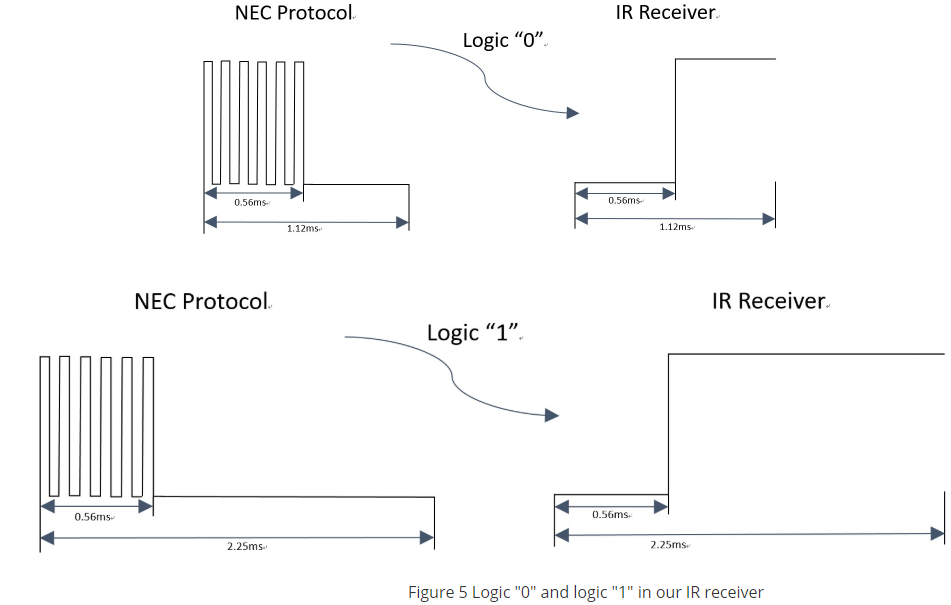 NEC Protocol
IR Receiver
Logic “0”
0.56ms
1.12ms
0.56ms
1.12ms
NEC Protocol
IR Receiver
Logic “1”
0.56ms
2.25ms
0.56ms
2.25ms
Figure 5 Logic "0" and logic "1" in our IR receiver